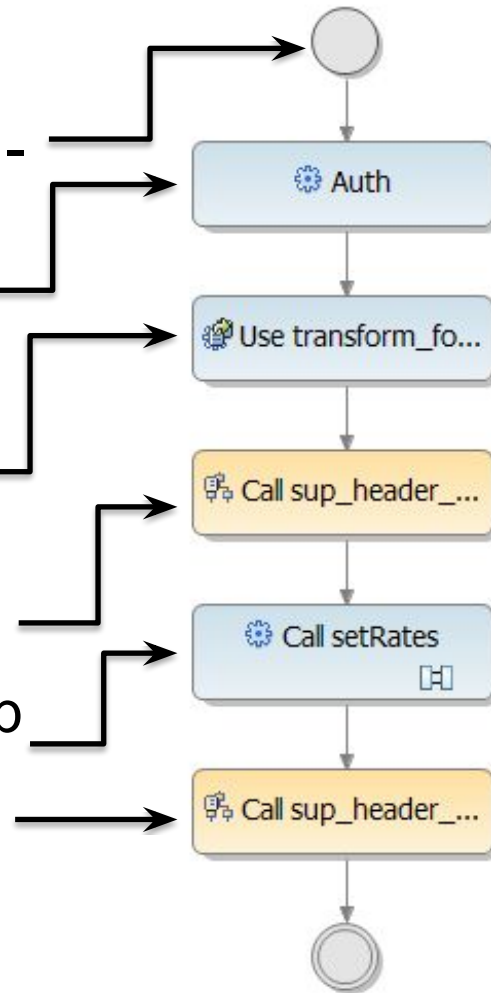 -
Auth
Use transform_fo...
Call sup_header_...
Call setRates
p
Call sup_header_...